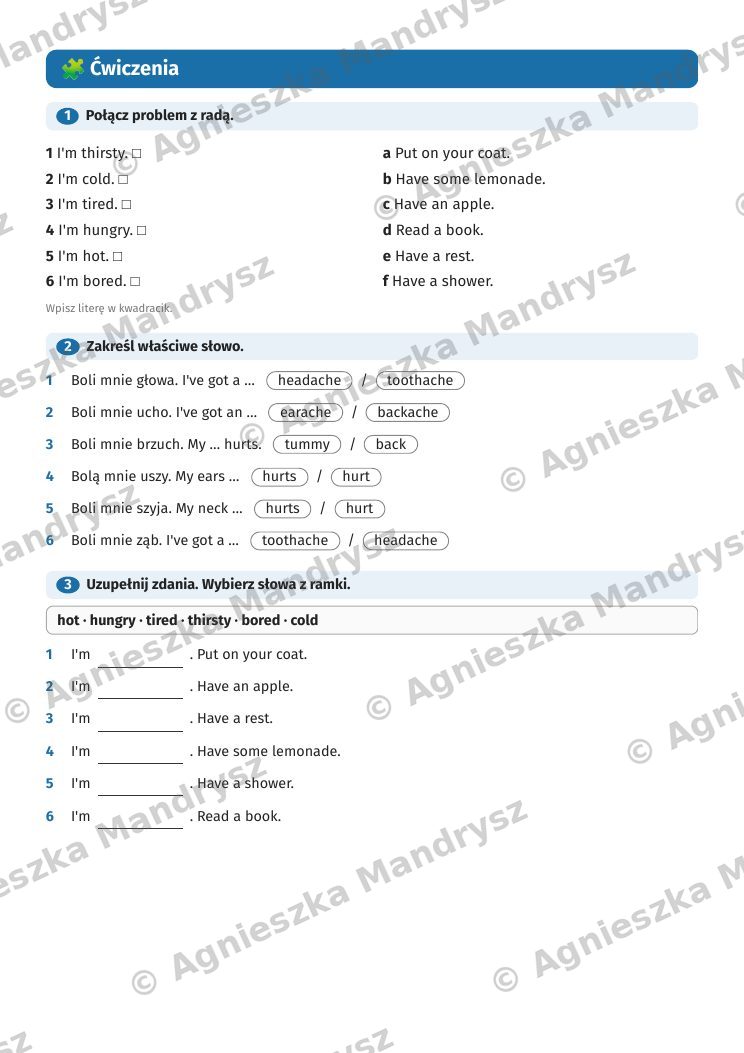 Ćwiczenia
1 Połącz problem z radą.
1 I'm thirsty. □
a Put on your coat.
2 I'm cold. □
b Have some lemonade.
3 I'm tired. □
c Have an apple.
4 I'm hungry. □
d Read a book.
5 I'm hot. □
e Have a rest.
6 I'm bored. □
f Have a shower.
Wpisz literę w kwadracik.
2 Zakreśl właściwe słowo.
1 Boli mnie głowa. I've got a ... headache / toothache
2 Boli mnie ucho. I've got an ... earache / backache
3 Boli mnie brzuch. My ... hurts. tummy / back
4 Bolą mnie uszy. My ears ... hurts / hurt
5 Boli mnie szyja. My neck ... hurts / hurt
6 Boli mnie ząb. I've got a ... toothache / headache
3 Uzupełnij zdania. Wybierz słowa z ramki.
hot · hungry · tired · thirsty · bored · cold
1 I'm __________ . Put on your coat.
2 I'm __________ . Have an apple.
3 I'm __________ . Have a rest.
4 I'm __________ . Have some lemonade.
5 I'm __________ . Have a shower.
6 I'm __________ . Read a book.
© Agnieszka Mandrysz